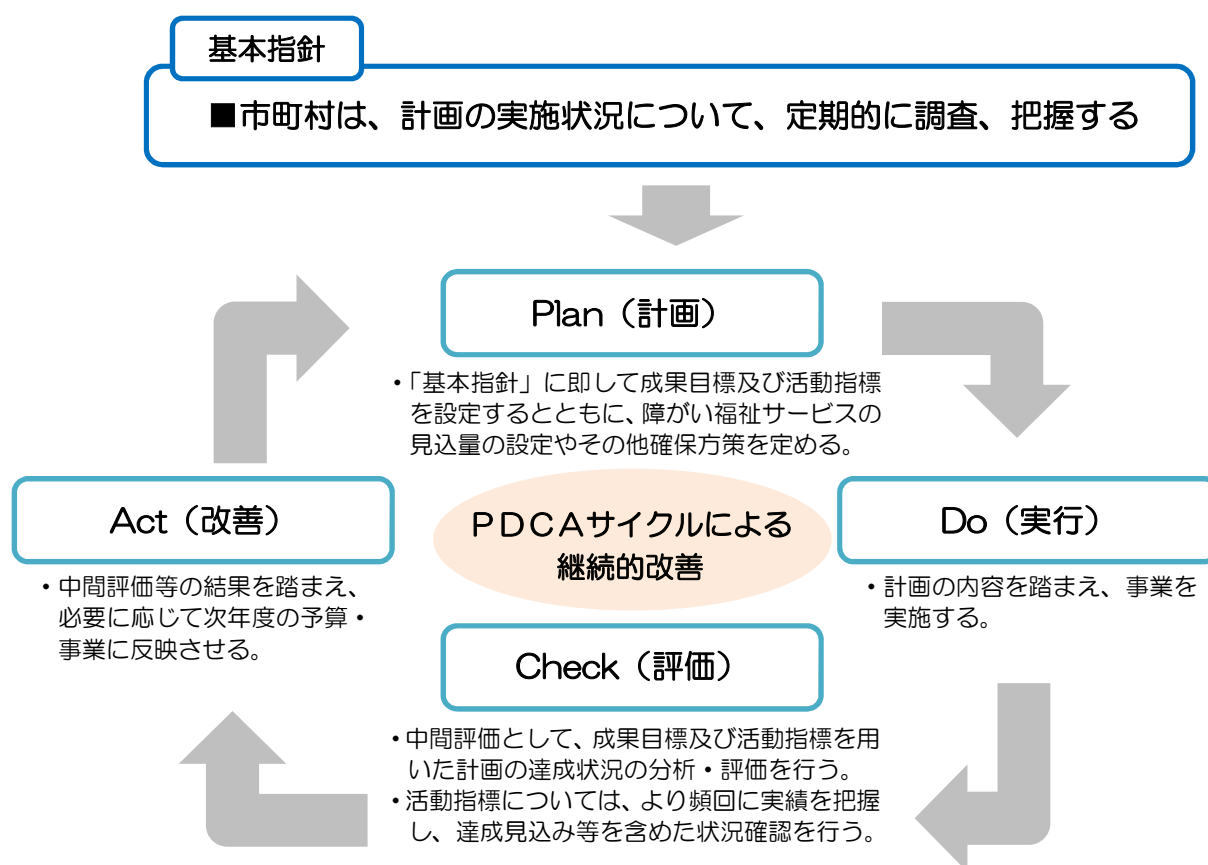 基本指針
■市町村は、計画の実施状況について、定期的に調査、把握する
Plan（計画）
・「基本指針」に即して成果目標及び活動指標
を設定するとともに、障がい福祉サービスの
見込量の設定やその他確保方策を定める。
Act（改善）
ＰＤＣＡサイクルによる
継続的改善
Do（実行）
・中間評価等の結果を踏まえ、
必要に応じて次年度の予算・
事業に反映させる。
・計画の内容を踏まえ、事業を
実施する。
Check（評価）
・中間評価として、成果目標及び活動指標を用
いた計画の達成状況の分析・評価を行う。
・活動指標については、より頻回に実績を把握
し、達成見込み等を含めた状況確認を行う。